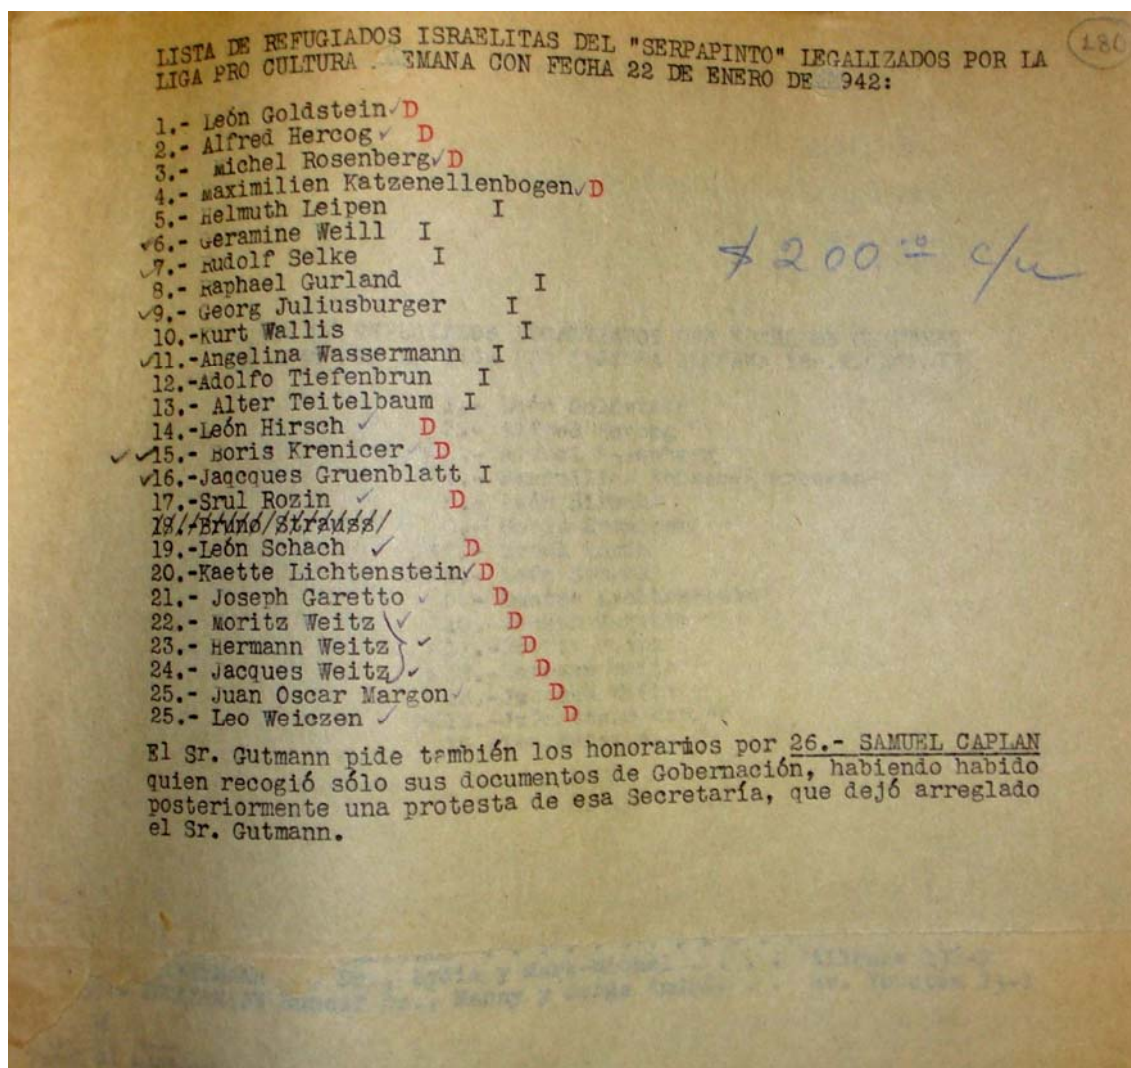 180
LISTA DE REFUGIADOS ISRAELITAS DEL "SERPAPINTO" LEGALIZADOS POR LA
LIGA PRO CULTURA . EMANA CON FECHA 22 DE ENERO DE 942:
1.- León Goldstein✓D
2.- Alfred Hercog ✓ D
3.- Michel Rosenberg✓D
4.- Maximilien Katzenellenbogen✓D
5.- Helmuth Leipen I
✓6.- Geramine Weill I
✓7.- Rudolf Selke I
8.- Raphael Gurland I
✓9.- Georg Juliusburger I
10.-Kurt Wallis I
✓11.-Angelina Wassermann I
12.-Adolfo Tiefenbrun I
13.- Alter Teitelbaum I
14.-León Hirsch ✓ D
✓✓15.- Boris Krenicer ✓ D
✓16.-Jaqcques Gruenblatt I
17.-Srul Rozin ✓ D
18./-Bruno/Strauss/
19.-León Schach ✓ D
20.-Kaette Lichtenstein✓D
21.- Joseph Garetto ✓ D
22.- Moritz Weitz ✓ D
23.- Hermann Weitz ✓ D
24.- Jacques Weitz ✓ D
25.- Juan Oscar Margon✓ D
25.- Leo Weiczen ✓ D
$200.00 c/u
El Sr. Gutmann pide también los honorarios por 26.- SAMUEL CAPLAN
quien recogió sólo sus documentos de Gobernación, habiendo habido
posteriormente una protesta de esa Secretaría, que dejó arreglado
el Sr. Gutmann.